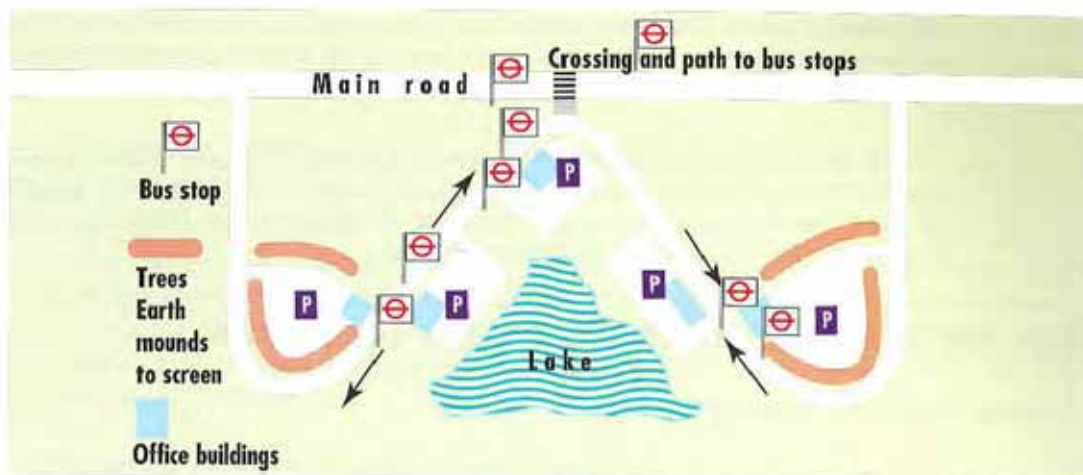 Crossing and path to bus stops
Main road
Bus stop
P
Trees
Earth
mounds
to screen
P
P
P
P
Lake
Office buildings